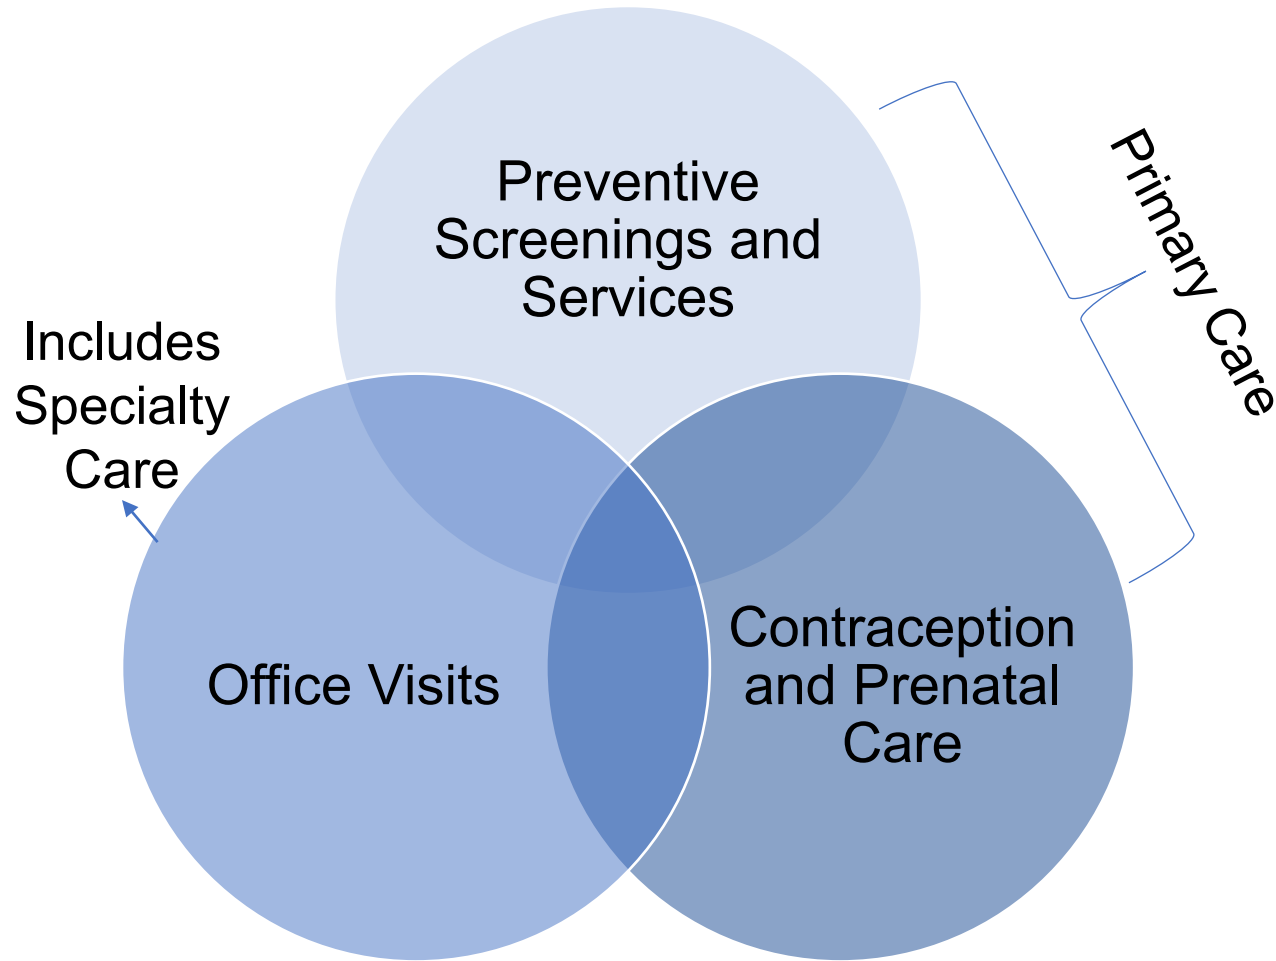 Preventive
Screenings and
Services
Primary Care
Includes
Specialty
Care
Office Visits
Contraception
and Prenatal
Care